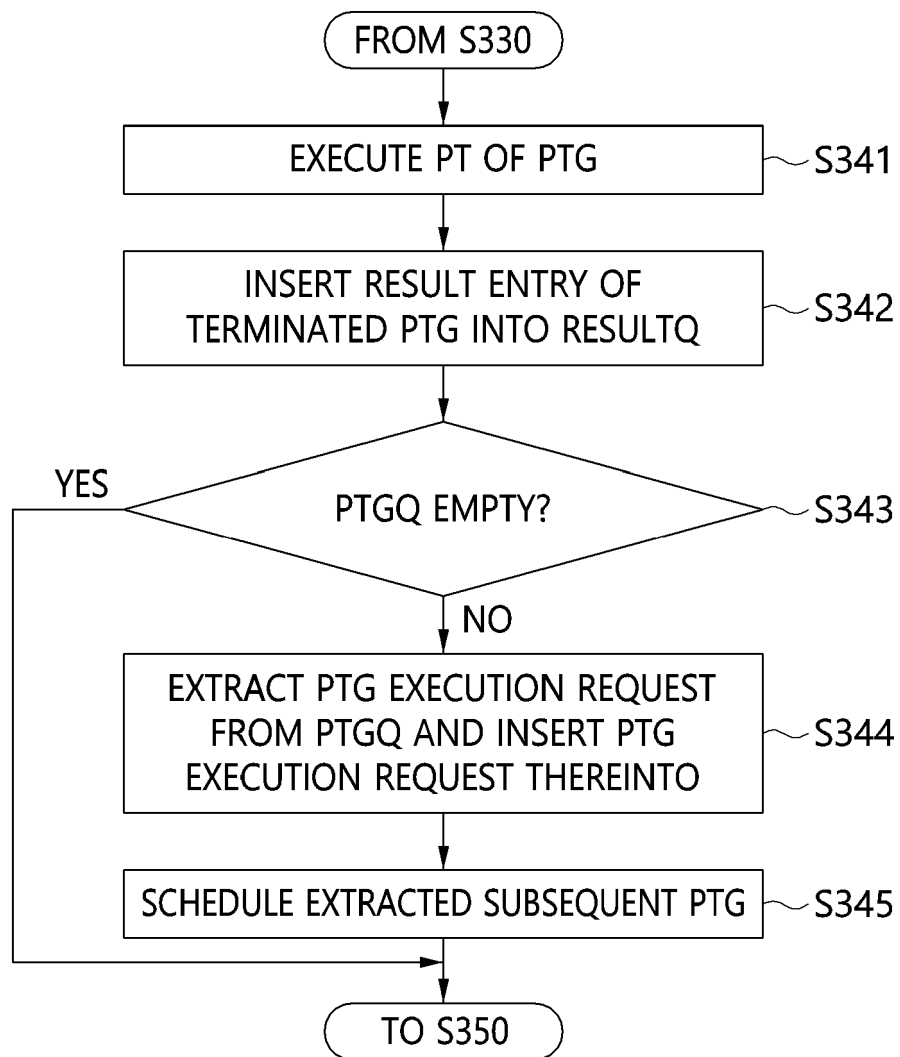 FROM S330
EXECUTE PT OF PTG
S341
INSERT RESULT ENTRY OF
TERMINATED PTG INTO RESULTQ
S342
YES
PTGQ EMPTY?
S343
NO
EXTRACT PTG EXECUTION REQUEST
FROM PTGQ AND INSERT PTG
EXECUTION REQUEST THEREINTO
S344
SCHEDULE EXTRACTED SUBSEQUENT PTG
S345
TO S350